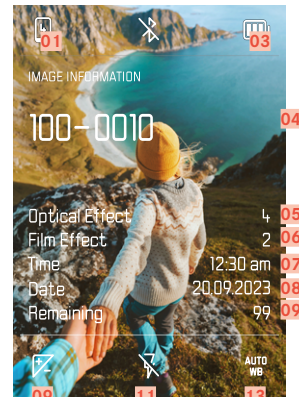 01
03
IMAGE INFORMATION
100-0010
04
Optical Effect 4 05
Film Effect 2 06
Time 12:30 am 07
Date 20.09.2023 08
Remaining 99 09
AUTO
WB
09
11
13